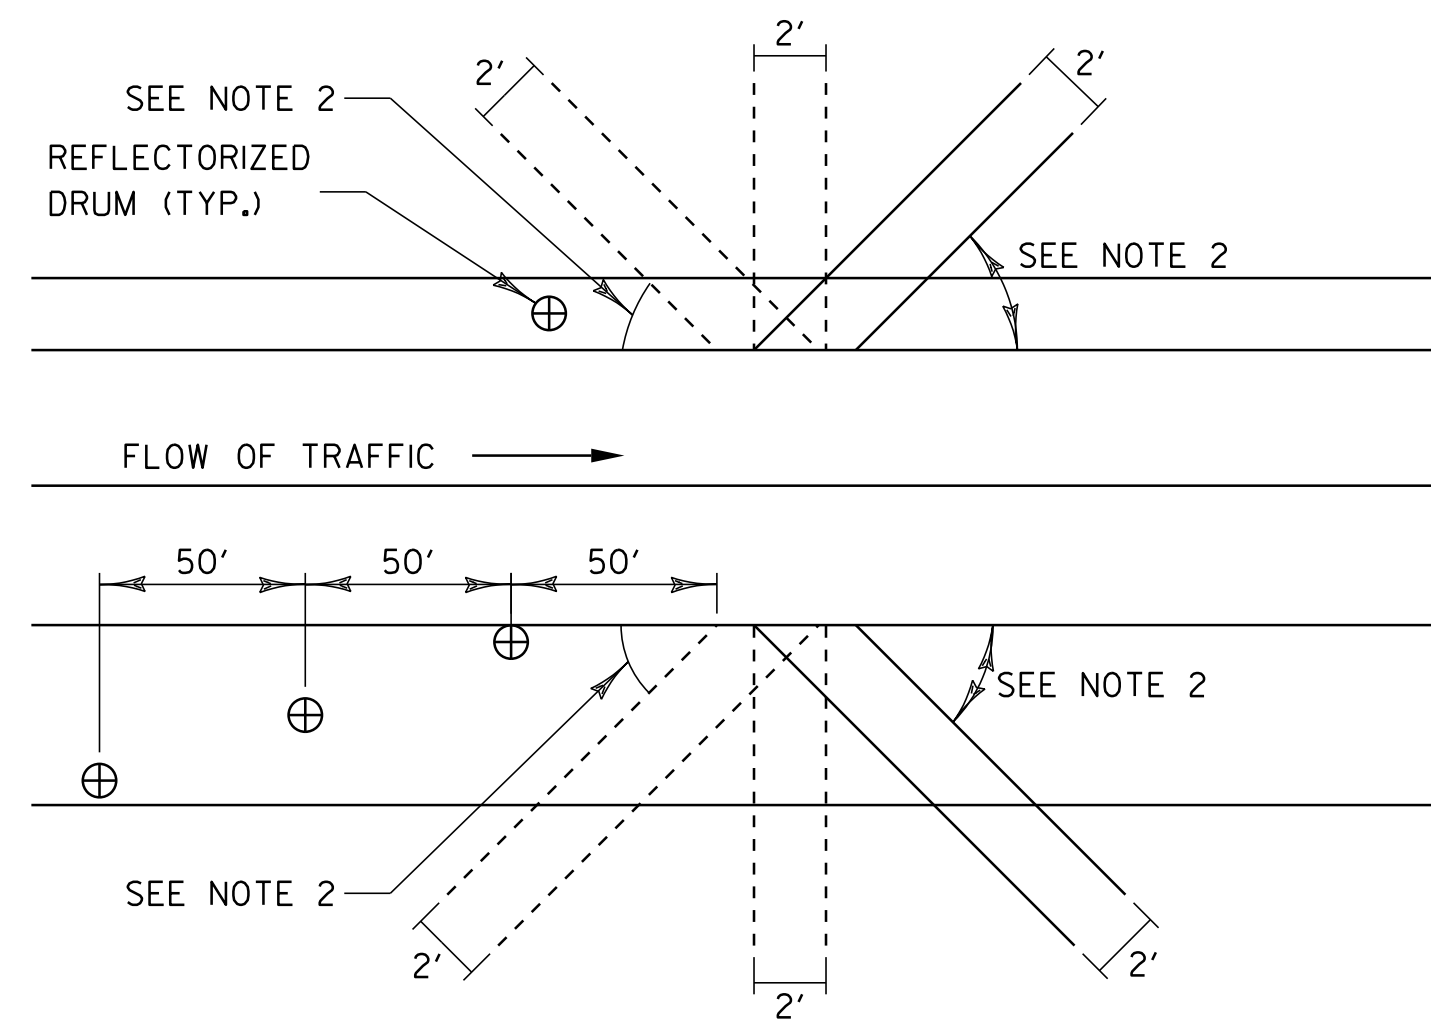 2′
2′
2′
SEE NOTE 2
REFLECTORIZED
DRUM (TYP.)
SEE NOTE 2
FLOW OF TRAFFIC
50′
50′
50′
SEE NOTE 2
SEE NOTE 2
2′
2′
2′